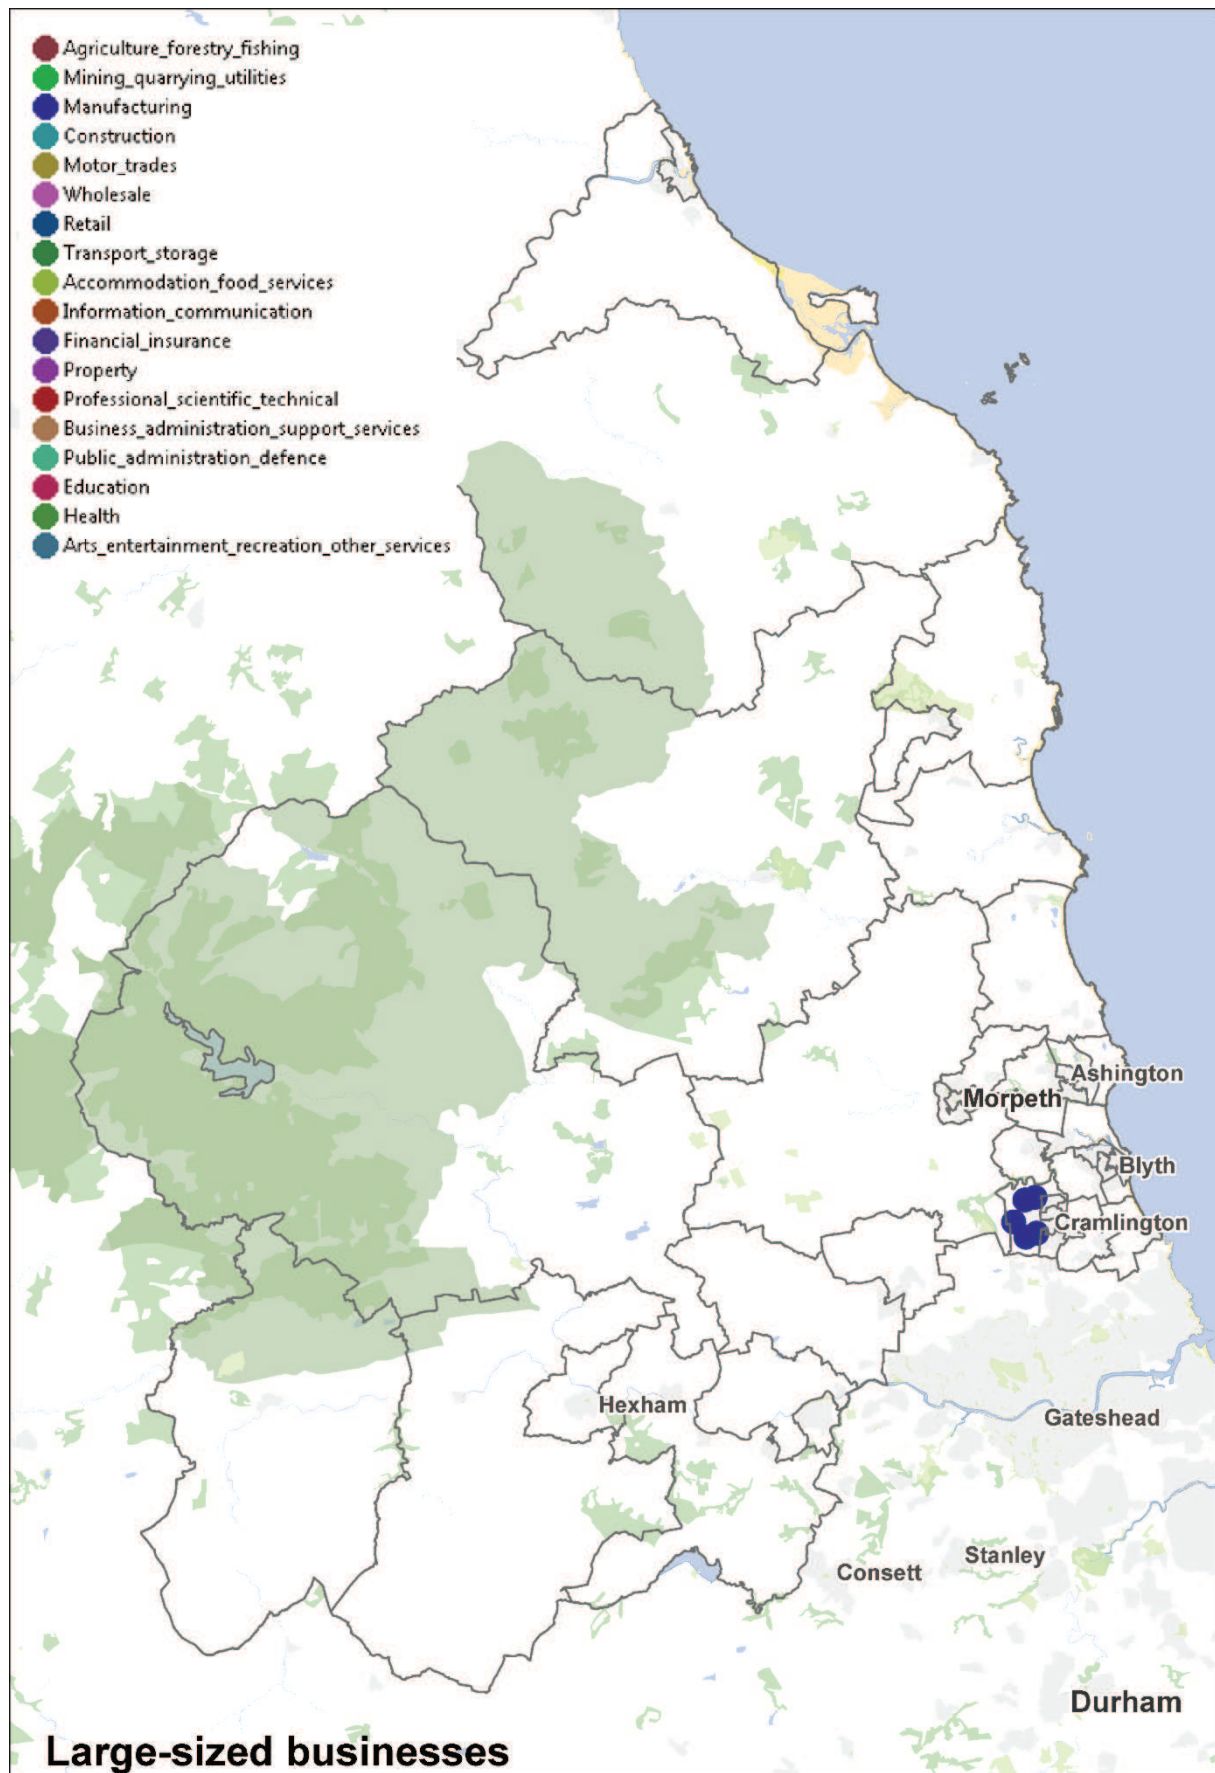 Agriculture_forestry_fishing
Mining_quarrying_utilities
Manufacturing
Construction
Motor_trades
Wholesale
Retail
Transport_storage
Accommodation_food_services
Information_communication
Financial_insurance
Property
Professional_scientific_technical
Business_administration_support_services
Public_administration_defence
Education
Health
Arts_entertainment_recreation_other_services
Ashington
Morpeth
Blyth
Cramlington
Hexham
Gateshead
Stanley
Consett
Durham
Large-sized businesses